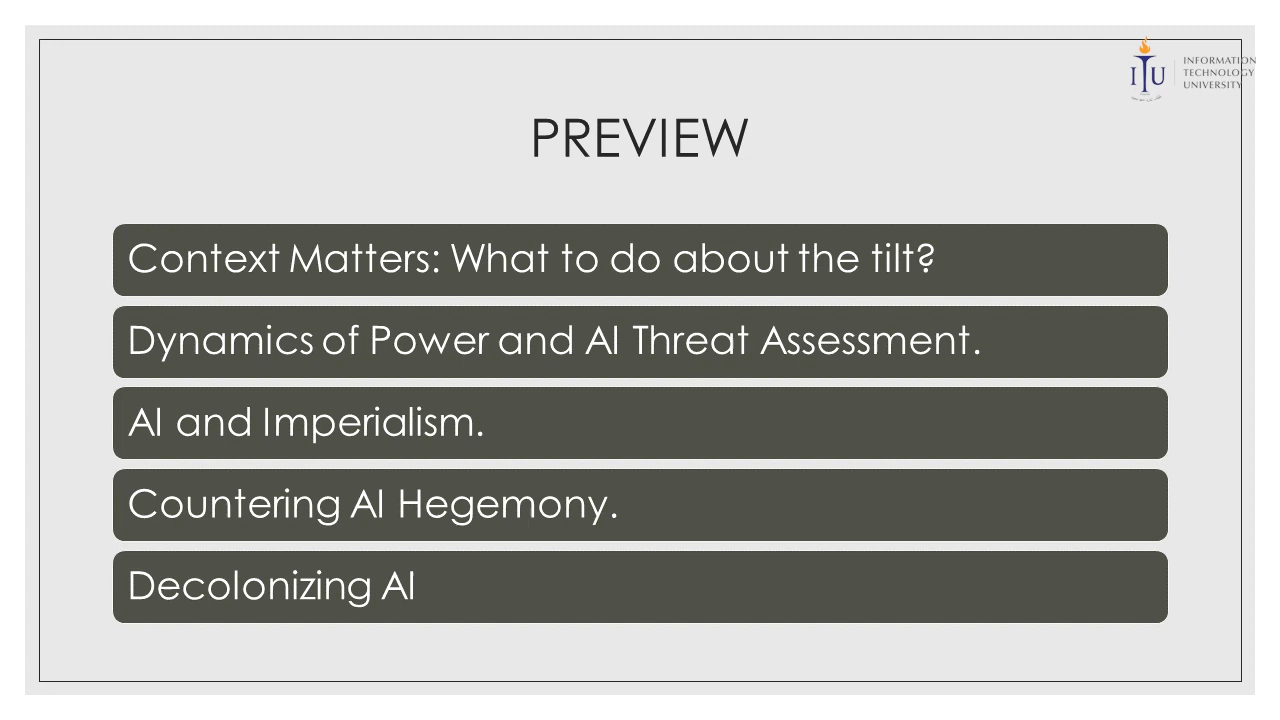 INFORMATION
TECHNOLOGY
UNIVERSITY
ITU
PREVIEW
Context Matters: What to do about the tilt?
Dynamics of Power and AI Threat Assessment.
AI and Imperialism.
Countering AI Hegemony.
Decolonizing AI